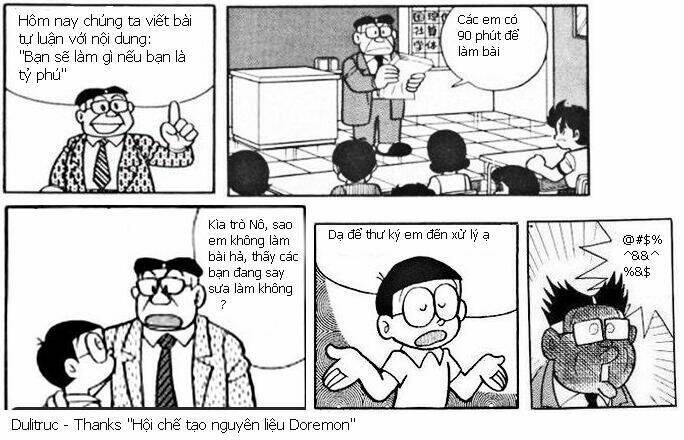 Hôm nay chúng ta viết bài
tự luận với nội dung:
"Bạn sẽ làm gì nếu bạn là
tỷ phú"
Các em có
90 phút để
làm bài
Kìa trò Nô, sao
em không làm
bài hả, thấy các
bạn đang say
sưa làm không
?
Dạ để thư ký em đến xử lý ạ
@#$%
^&&^
%&$
Dulitruc - Thanks "Hội chế tạo nguyên liệu Doremon"